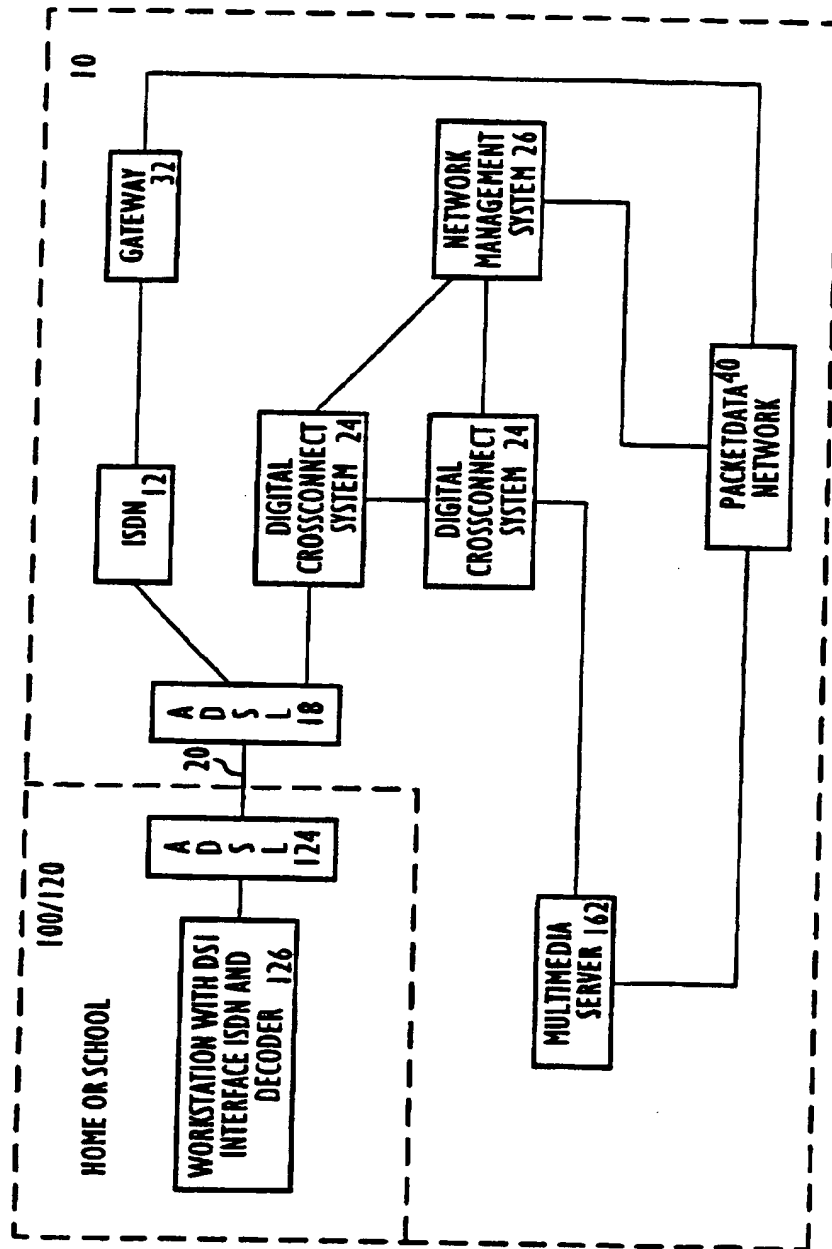 100/120
HOME OR SCHOOL
WORKSTATION WITH DS1
INTERFACE ISDN AND
DECODER 126
A
D
S
L
124
20
A
D
S
L
18
10
ISDN
12
GATEWAY
32
DIGITAL
CROSSCONNECT
SYSTEM 24
DIGITAL
CROSSCONNECT
SYSTEM 24
NETWORK
MANAGEMENT
SYSTEM 26
MULTIMEDIA
SERVER 162
PACKETDATA 40
NETWORK